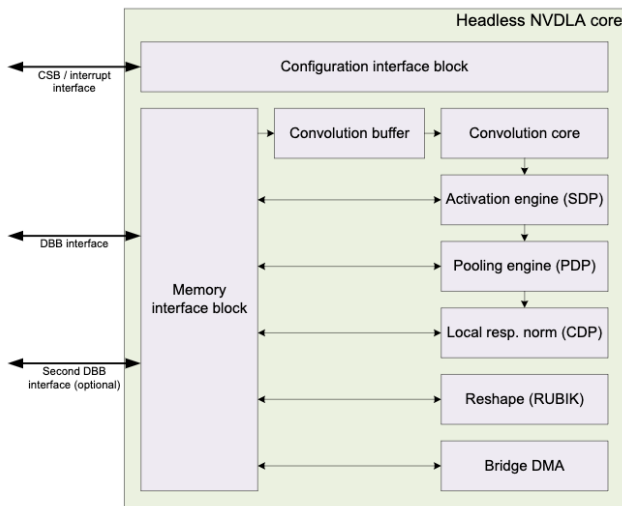 Headless NVDLA core
Configuration interface block
CSB / interrupt
interface
Convolution buffer
Convolution core
Activation engine (SDP)
DBB interface
Pooling engine (PDP)
Memory
interface block
Local resp. norm (CDP)
Second DBB
interface (optional)
Reshape (RUBIK)
Bridge DMA